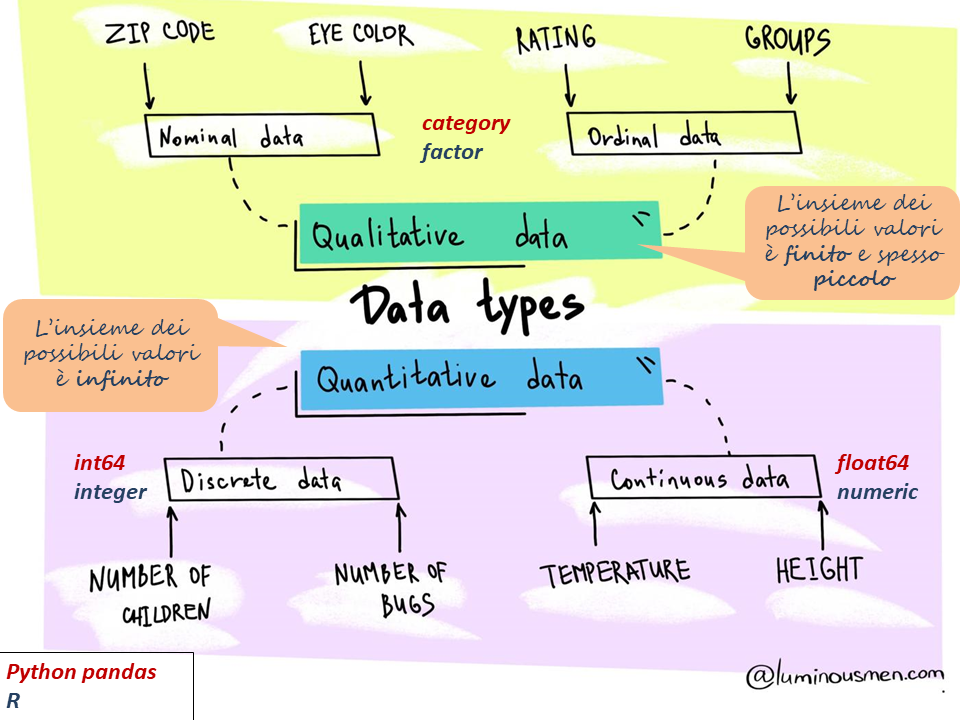 ZIP CODE
EYE COLOR
RATING
GROUPS
Nominal data
category
factor
Ordinal data
Qualitative data
L'insieme dei
possibili valori
è finito e spesso
piccolo
Data types
L'insieme dei
possibili valori
è infinito
Quantitative data
int64
integer
Discrete data
Continuous data
float64
numeric
NUMBER OF
CHILDREN
NUMBER OF
BUGS
TEMPERATURE
HEIGHT
Python pandas
R
@luminousmen.com